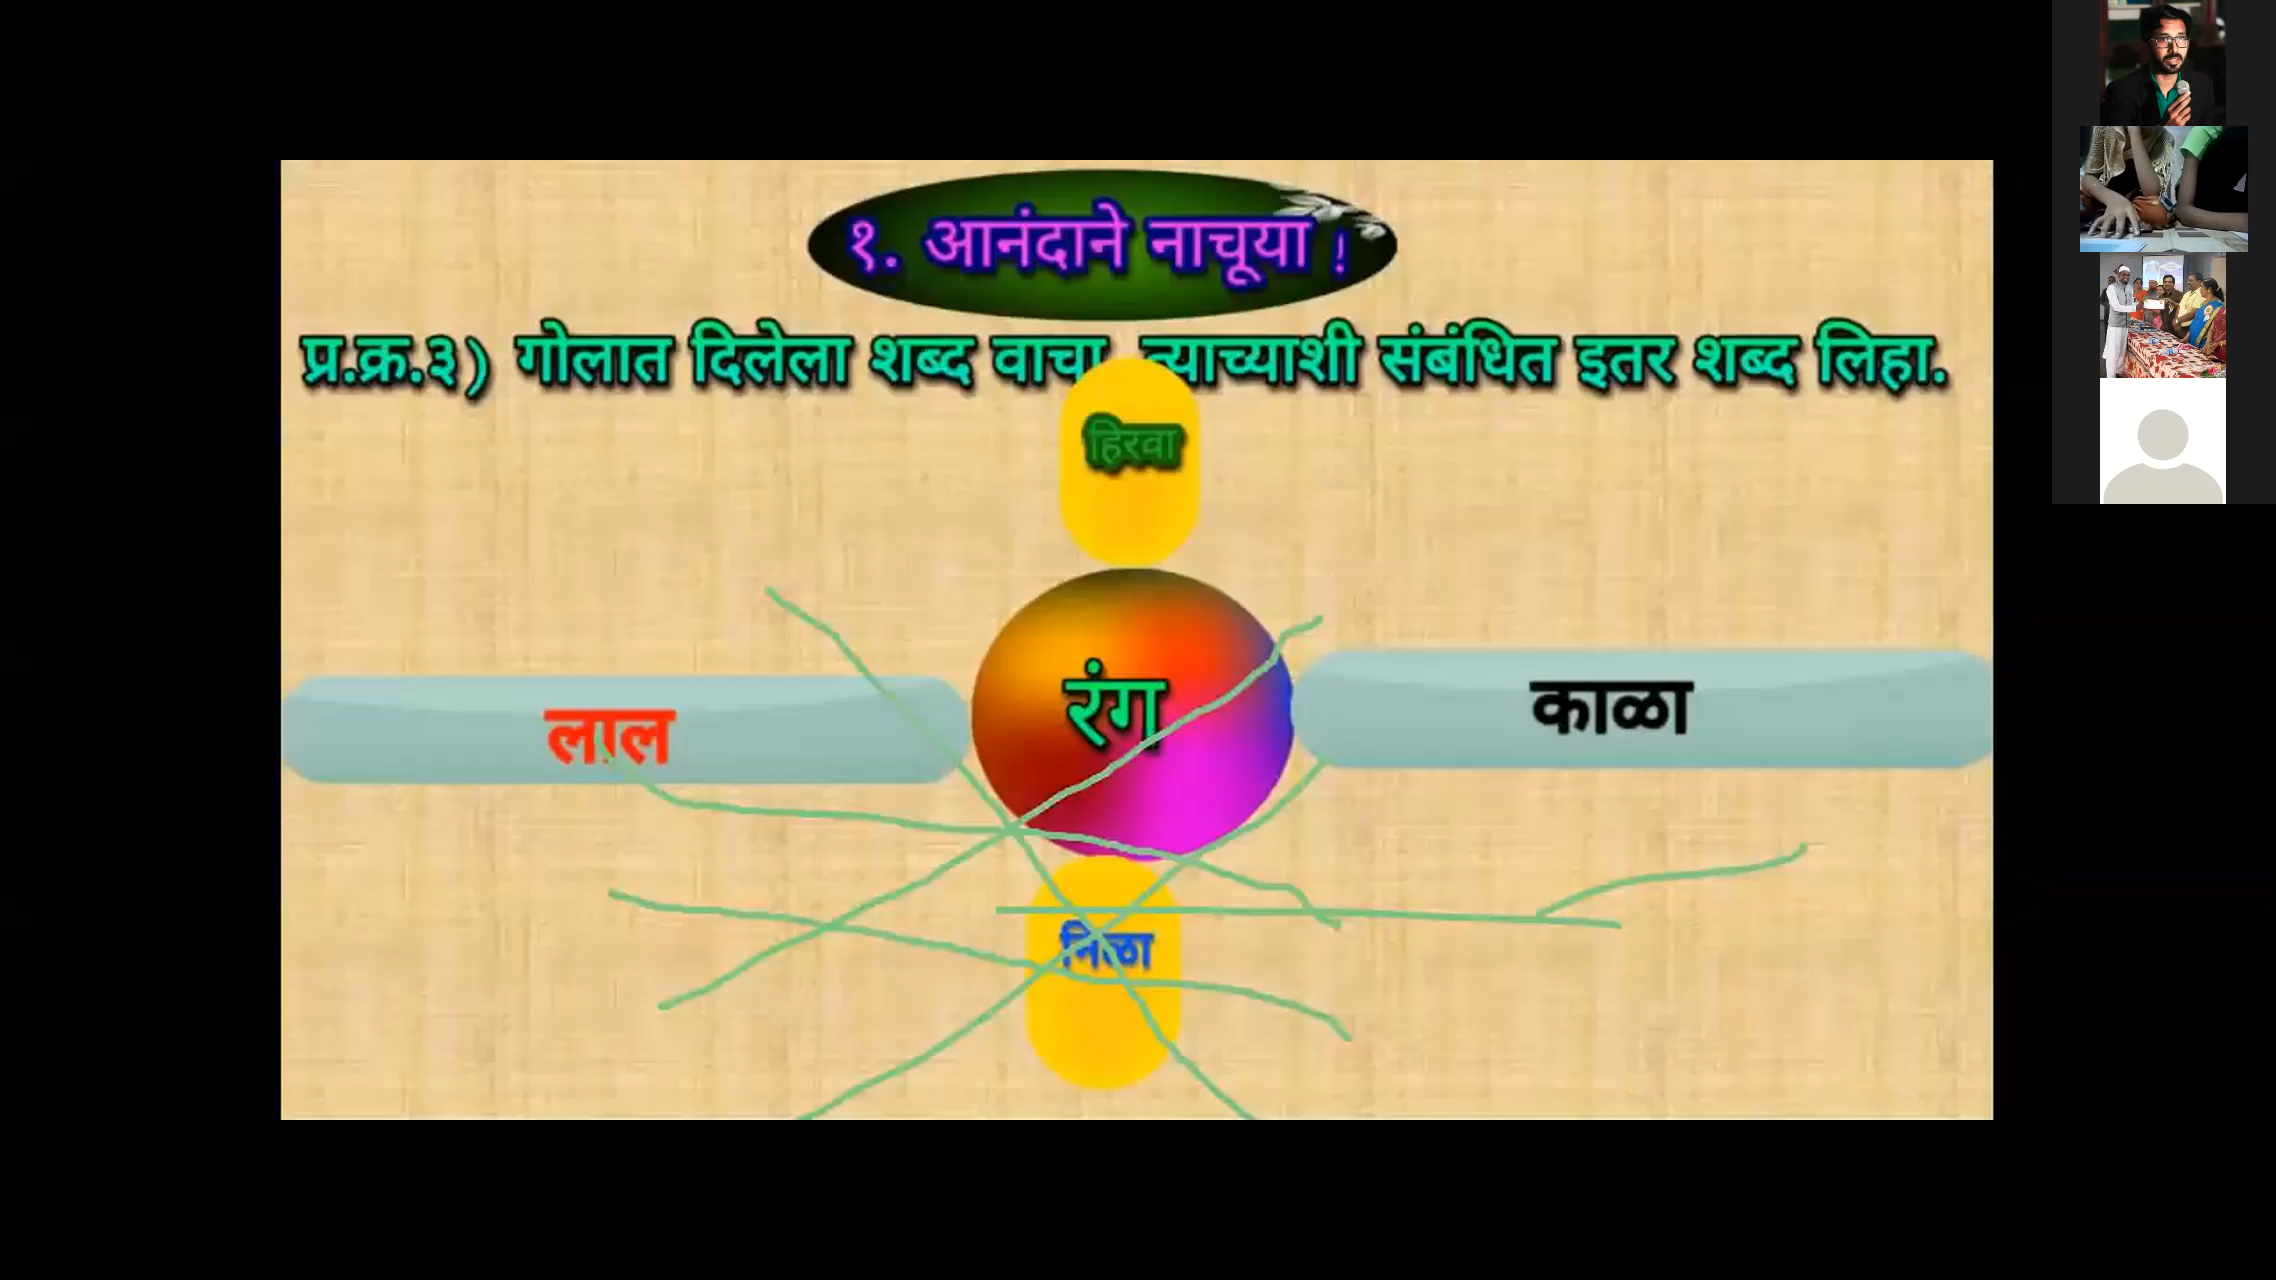 १. आनंदाने नाचूया !
प्र.क्र.३) गोलात दिलेला शब्द वाचा त्याच्याशी संबंधित इतर शब्द लिहा.
हिरवा
रंग
लाल
काळा
निळा